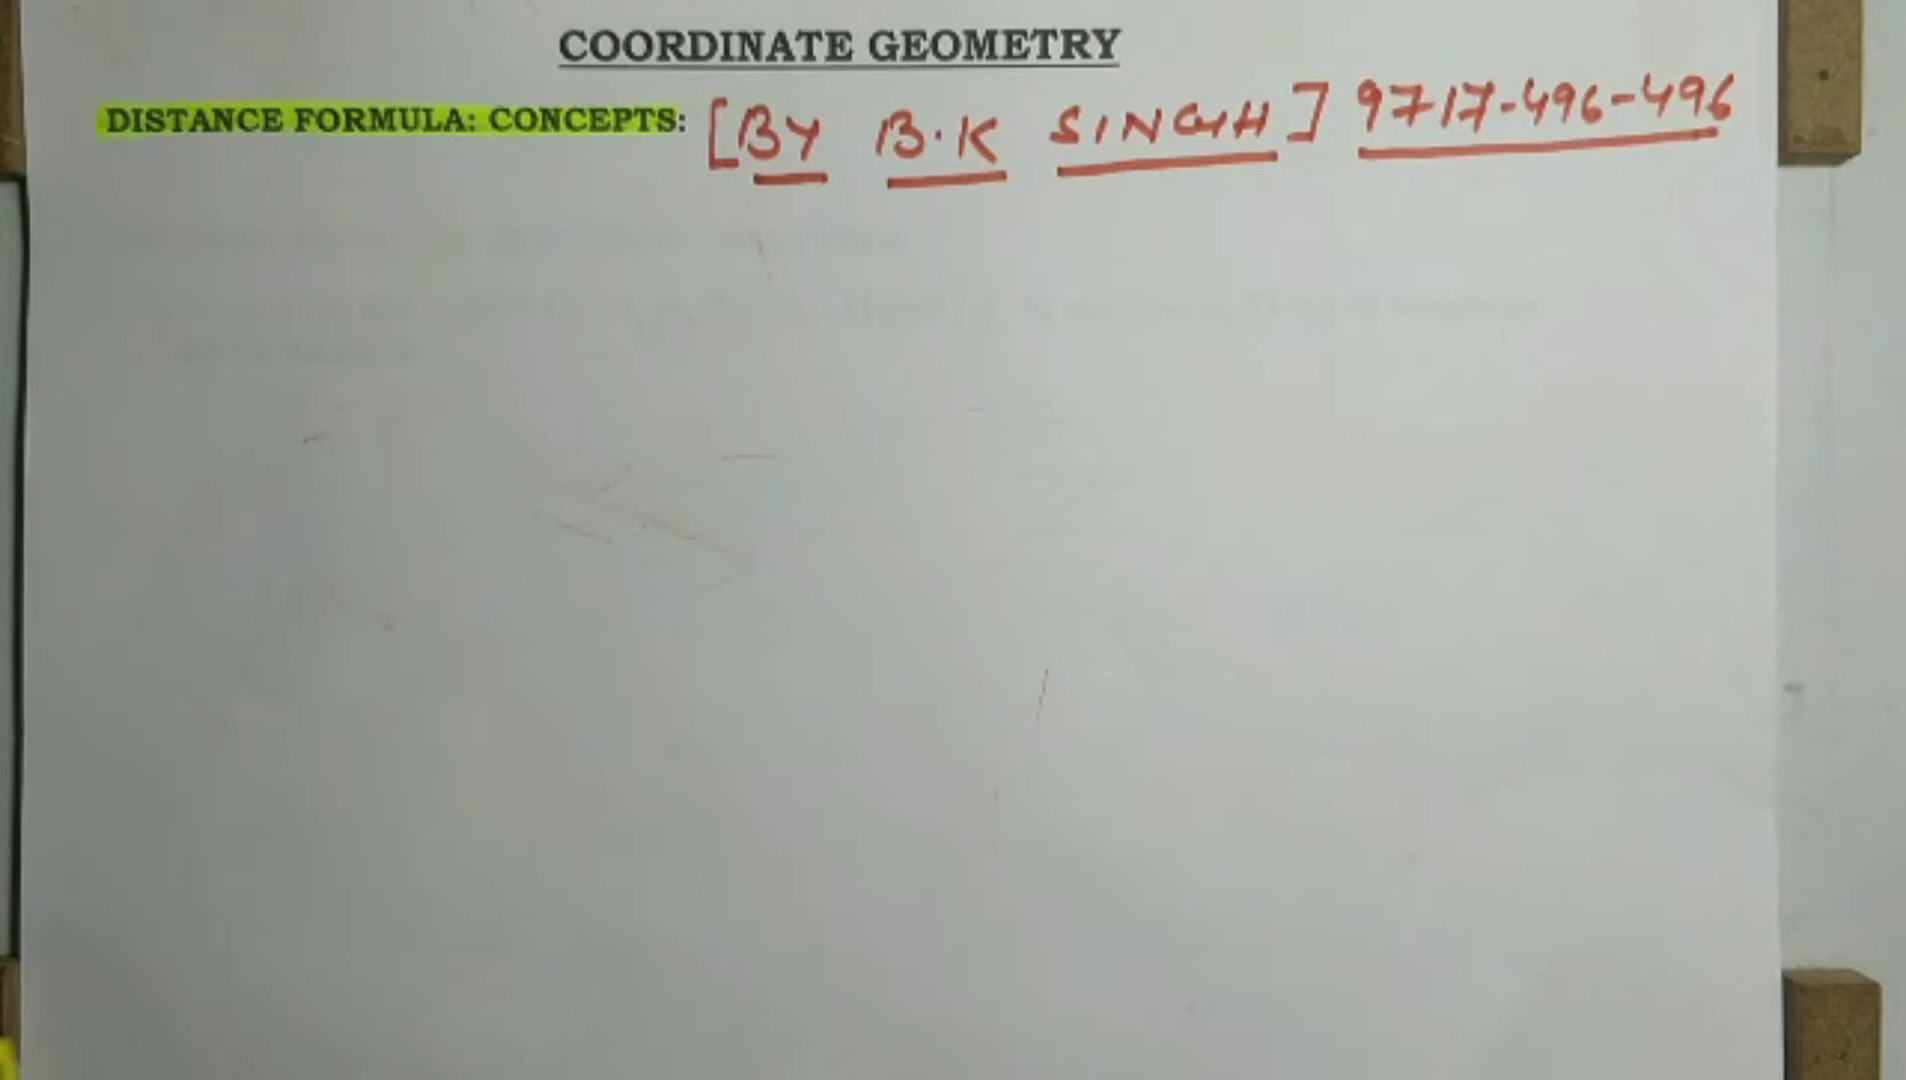 COORDINATE GEOMETRY
DISTANCE FORMULA: CONCEPTS: [BY B.K SINGH] 9717-496-496